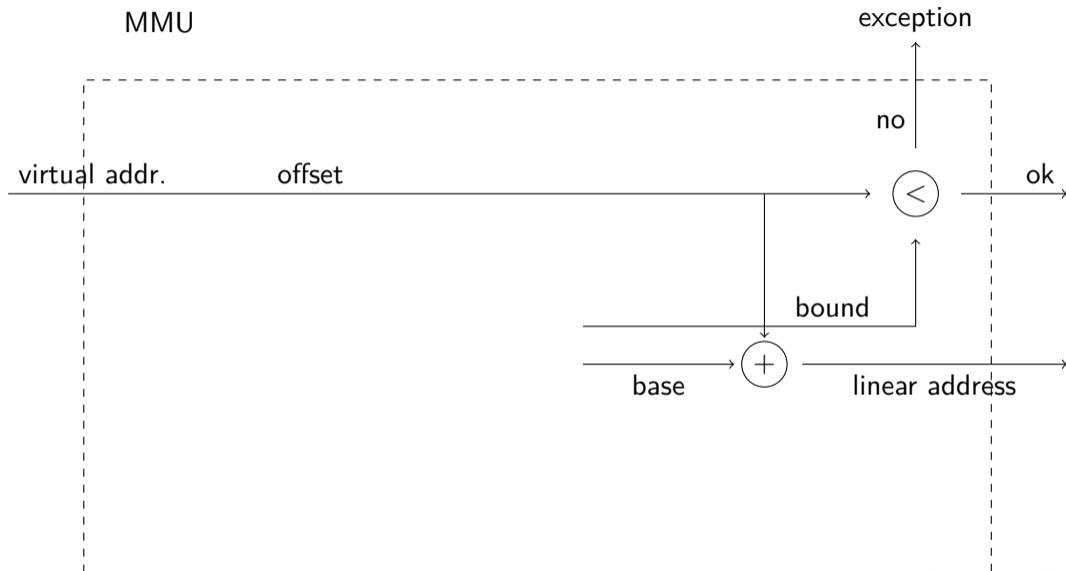 MMU
exception
no
virtual addr.
offset
<
ok
bound
+
base
linear address